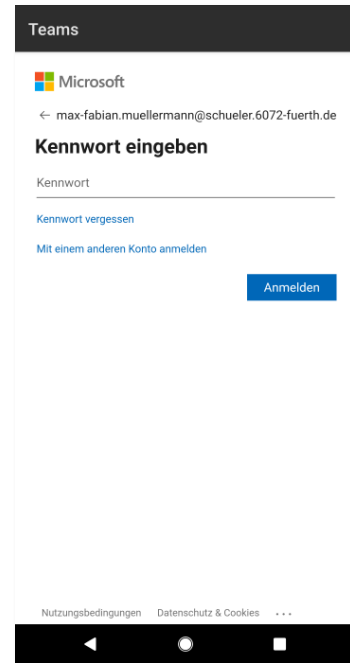 Teams
Microsoft
← max-fabian.muellermann@schueler.6072-fuerth.de
Kennwort eingeben
Kennwort
Kennwort vergessen
Mit einem anderen Konto anmelden
Anmelden
Nutzungsbedingungen Datenschutz & Cookies ...